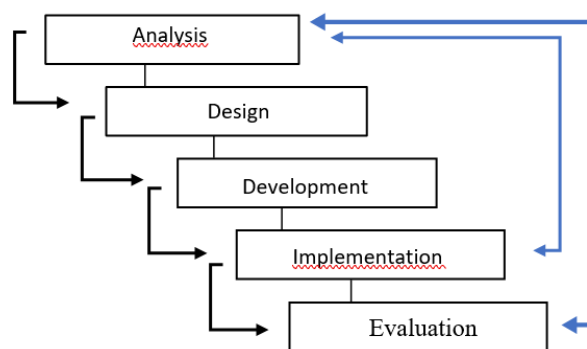 Analysis
Design
Development
Implementation
Evaluation